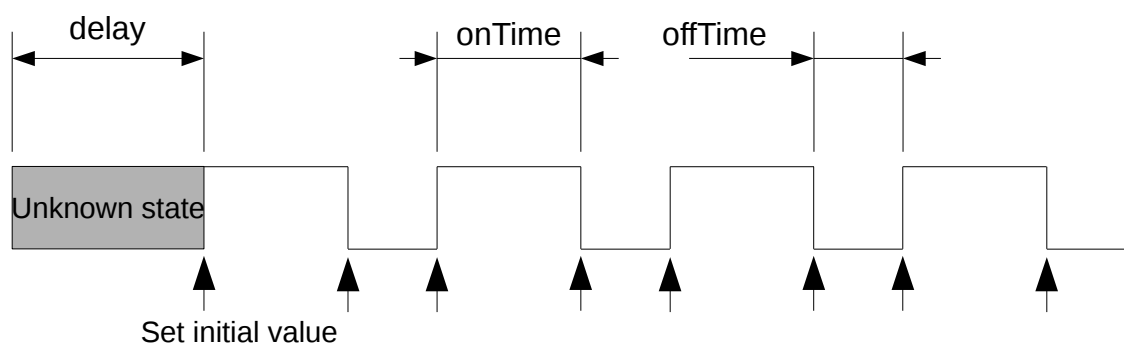 delay
onTime
offTime
Unknown state
Set initial value